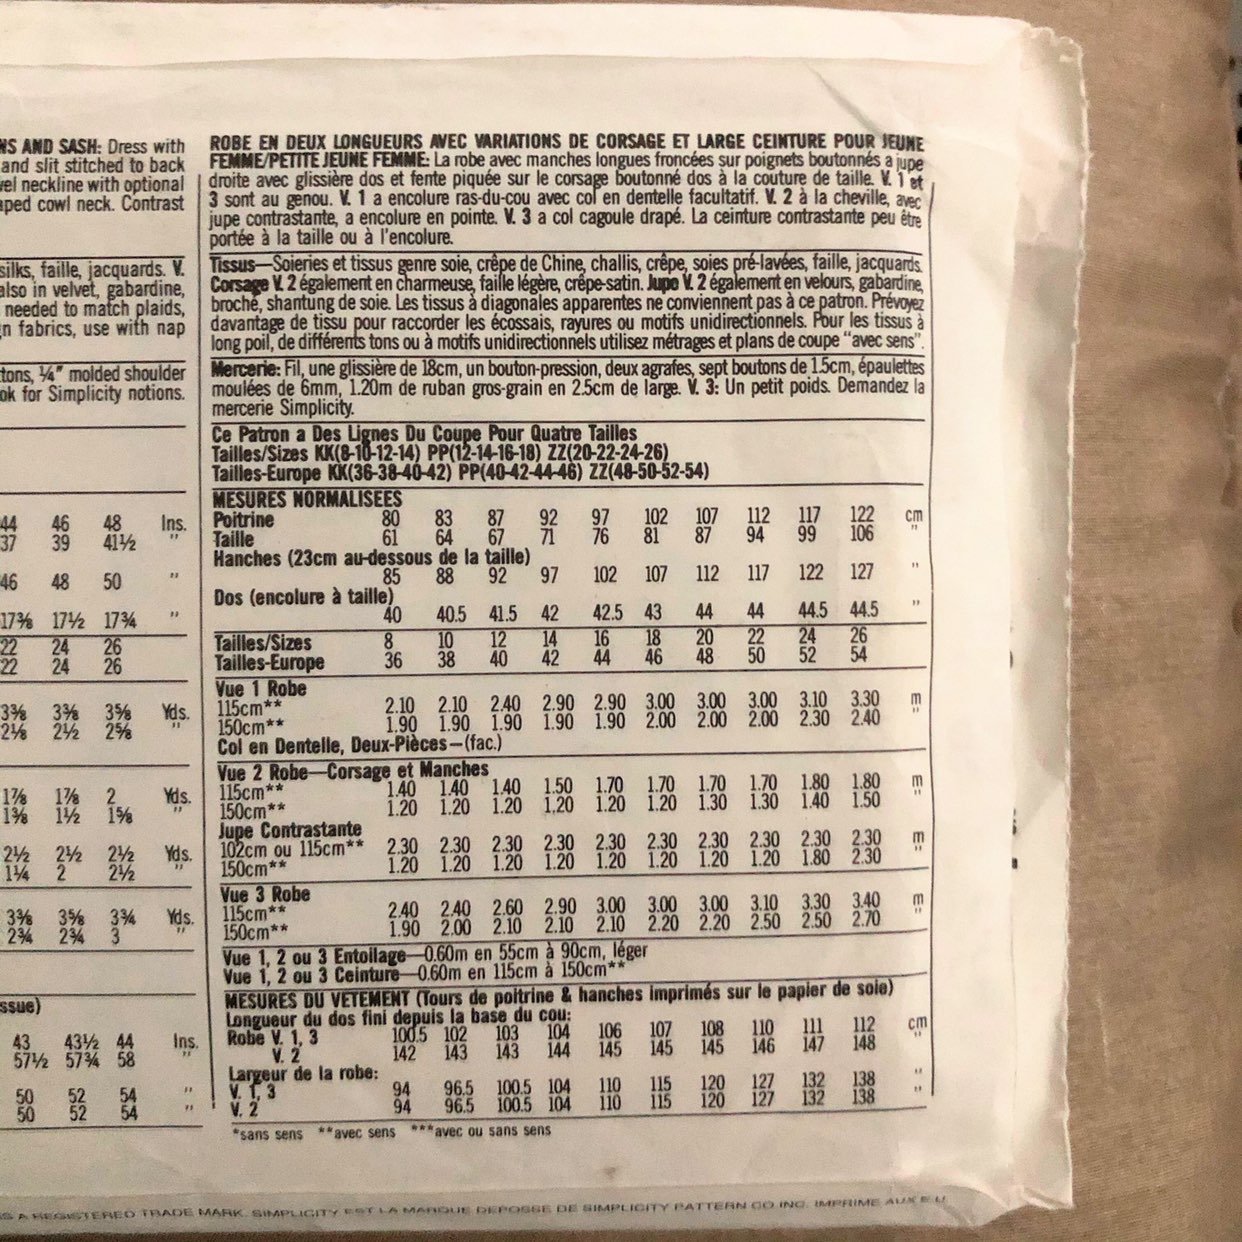 NS AND SASH: Dress with
and slit stitched to back
vel neckline with optional
aped cowl neck. Contrast
silks, faille, jacquards. V.
also in velvet, gabardine,
needed to match plaids,
n fabrics, use with nap
tons, ¼" molded shoulder
ok for Simplicity notions.
44 46 48 Ins.
37 39 41½ "
46 48 50 "
17⅜ 17½ 17¾ "
22 24 26
22 24 26
3⅜ 3⅜ 3⅝ Yds.
2⅛ 2½ 2⅝ "
1⅞ 1⅞ 2 Yds.
1⅜ 1½ 1⅝ "
2½ 2½ 2½ Yds.
1¼ 2 2½ "
3⅜ 3⅝ 3¾ Yds.
2¾ 2¾ 3 "
ssue)
43 43½ 44 Ins.
57½ 57¾ 58 "
50 52 54 "
50 52 54 "
ROBE EN DEUX LONGUEURS AVEC VARIATIONS DE CORSAGE ET LARGE CEINTURE POUR JEUNE
FEMME/PETITE JEUNE FEMME: La robe avec manches longues froncées sur poignets boutonnés a jupe
droite avec glissière dos et fente piquée sur le corsage boutonné dos à la couture de taille. V. 1 et
3 sont au genou. V. 1 a encolure ras-du-cou avec col en dentelle facultatif. V. 2 à la cheville, avec
jupe contrastante, a encolure en pointe. V. 3 a col cagoule drapé. La ceinture contrastante peu être
portée à la taille ou à l'encolure.
Tissus—Soieries et tissus genre soie, crêpe de Chine, challis, crêpe, soies pré-lavées, faille, jacquards.
Corsage V. 2 également en charmeuse, faille légère, crêpe-satin. Jupe V. 2 également en velours, gabardine,
broché, shantung de soie. Les tissus à diagonales apparentes ne conviennent pas à ce patron. Prévoyez
davantage de tissu pour raccorder les écossais, rayures ou motifs unidirectionnels. Pour les tissus à
long poil, de différents tons ou à motifs unidirectionnels utilisez métrages et plans de coupe "avec sens".
Mercerie: Fil, une glissière de 18cm, un bouton-pression, deux agrafes, sept boutons de 1.5cm, épaulettes
moulées de 6mm, 1.20m de ruban gros-grain en 2.5cm de large. V. 3: Un petit poids. Demandez la
mercerie Simplicity.
Ce Patron a Des Lignes Du Coupe Pour Quatre Tailles
Tailles/Sizes KK(8-10-12-14) PP(12-14-16-18) ZZ(20-22-24-26)
Tailles-Europe KK(36-38-40-42) PP(40-42-44-46) ZZ(48-50-52-54)
MESURES NORMALISEES
Poitrine 80 83 87 92 97 102 107 112 117 122 cm
Taille 61 64 67 71 76 81 87 94 99 106 "
Hanches (23cm au-dessous de la taille)
85 88 92 97 102 107 112 117 122 127 "
Dos (encolure à taille)
40 40.5 41.5 42 42.5 43 44 44 44.5 44.5 "
Tailles/Sizes 8 10 12 14 16 18 20 22 24 26
Tailles-Europe 36 38 40 42 44 46 48 50 52 54
Vue 1 Robe
115cm** 2.10 2.10 2.40 2.90 2.90 3.00 3.00 3.00 3.10 3.30 m
150cm** 1.90 1.90 1.90 1.90 1.90 2.00 2.00 2.00 2.30 2.40 "
Col en Dentelle, Deux-Pièces—(fac.)
Vue 2 Robe—Corsage et Manches
115cm** 1.40 1.40 1.40 1.50 1.70 1.70 1.70 1.70 1.80 1.80 m
150cm** 1.20 1.20 1.20 1.20 1.20 1.20 1.30 1.30 1.40 1.50 "
Jupe Contrastante
102cm ou 115cm** 2.30 2.30 2.30 2.30 2.30 2.30 2.30 2.30 2.30 2.30 m
150cm** 1.20 1.20 1.20 1.20 1.20 1.20 1.20 1.20 1.80 2.30 "
Vue 3 Robe
115cm** 2.40 2.40 2.60 2.90 3.00 3.00 3.00 3.10 3.30 3.40 m
150cm** 1.90 2.00 2.10 2.10 2.10 2.20 2.20 2.50 2.50 2.70 "
Vue 1, 2 ou 3 Entoilage—0.60m en 55cm à 90cm, léger
Vue 1, 2 ou 3 Ceinture—0.60m en 115cm à 150cm**
MESURES DU VETEMENT (Tours de poitrine & hanches imprimés sur le papier de soie)
Longueur du dos fini depuis la base du cou:
Robe V. 1, 3 100.5 102 103 104 106 107 108 110 111 112 cm
V. 2 142 143 143 144 145 145 145 146 147 148 "
Largeur de la robe:
V. 1, 3 94 96.5 100.5 104 110 115 120 127 132 138 "
V. 2 94 96.5 100.5 104 110 115 120 127 132 138 "
*sans sens **avec sens ***avec ou sans sens
S A REGISTERED TRADE MARK. SIMPLICITY EST LA MARQUE DEPOSSE DE SIMPLICITY PATTERN CO INC. IMPRIME AUX E.U.